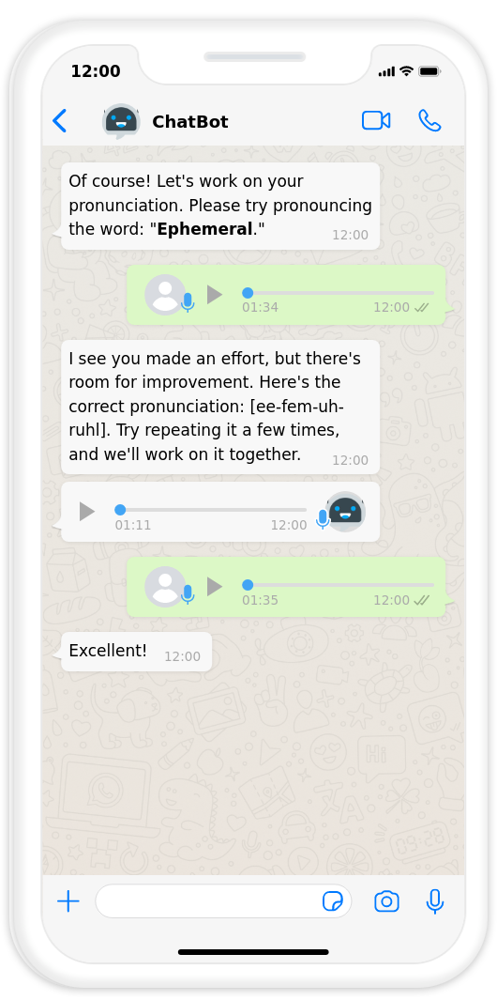 12:00
ChatBot
Of course! Let's work on your
pronunciation. Please try pronouncing
the word: "Ephemeral."
12:00
01:34 12:00
I see you made an effort, but there's
room for improvement. Here's the
correct pronunciation: [ee-fem-uh-
ruhl]. Try repeating it a few times,
and we'll work on it together.
12:00
01:11 12:00
01:35 12:00
Excellent! 12:00
Hi
05:28